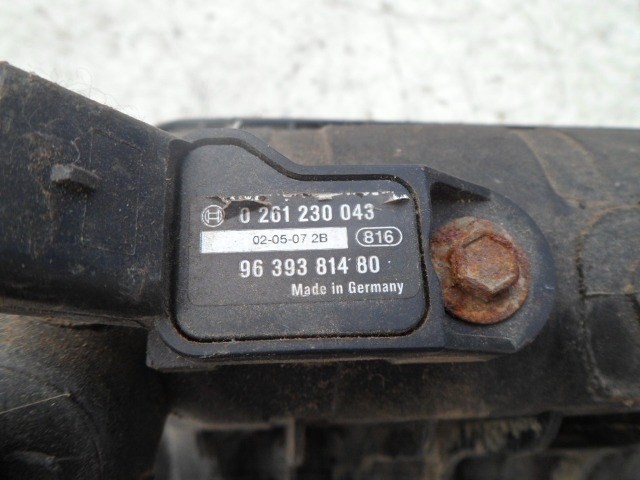 0 261 230 043
02-05-07 2B 816
96 393 814 80
Made in Germany